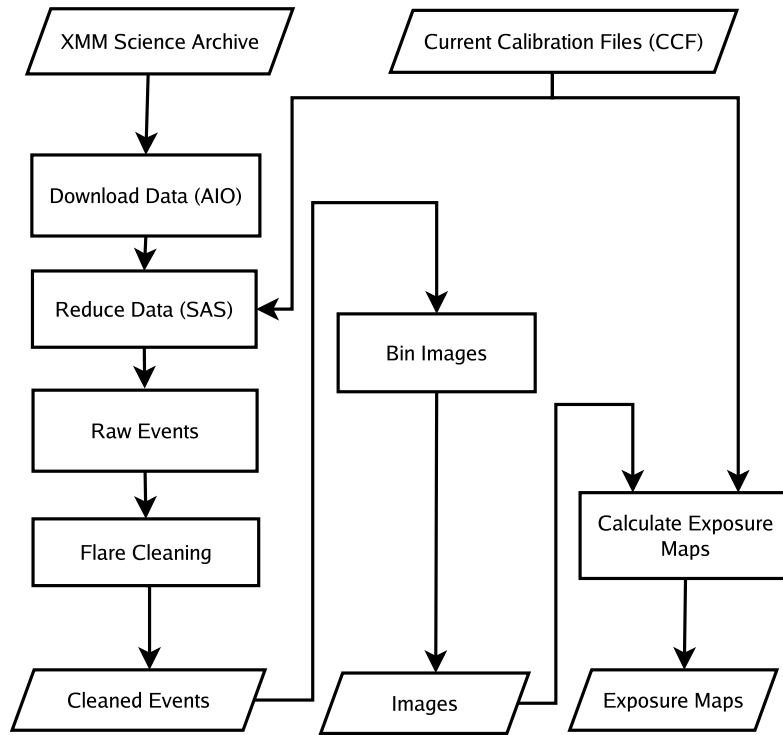 XMM Science Archive
Current Calibration Files (CCF)
Download Data (AIO)
Reduce Data (SAS)
Raw Events
Flare Cleaning
Cleaned Events
Bin Images
Images
Calculate Exposure
Maps
Exposure Maps